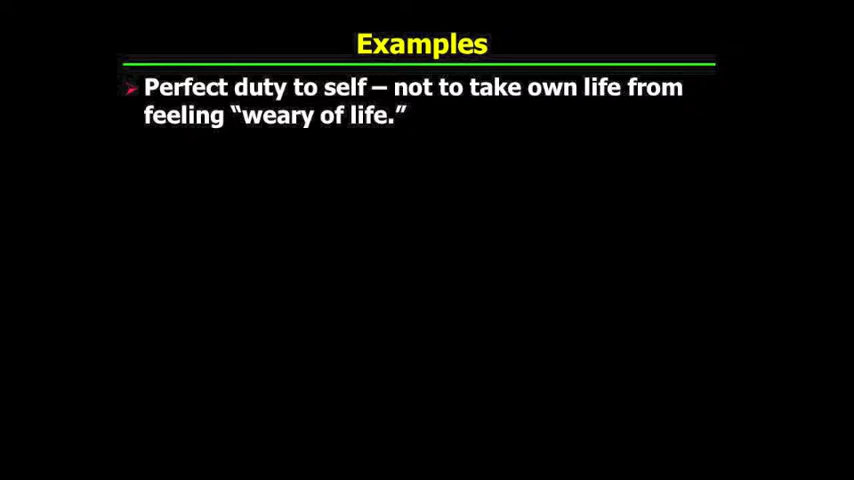 Examples
Perfect duty to self – not to take own life from
feeling “weary of life.”